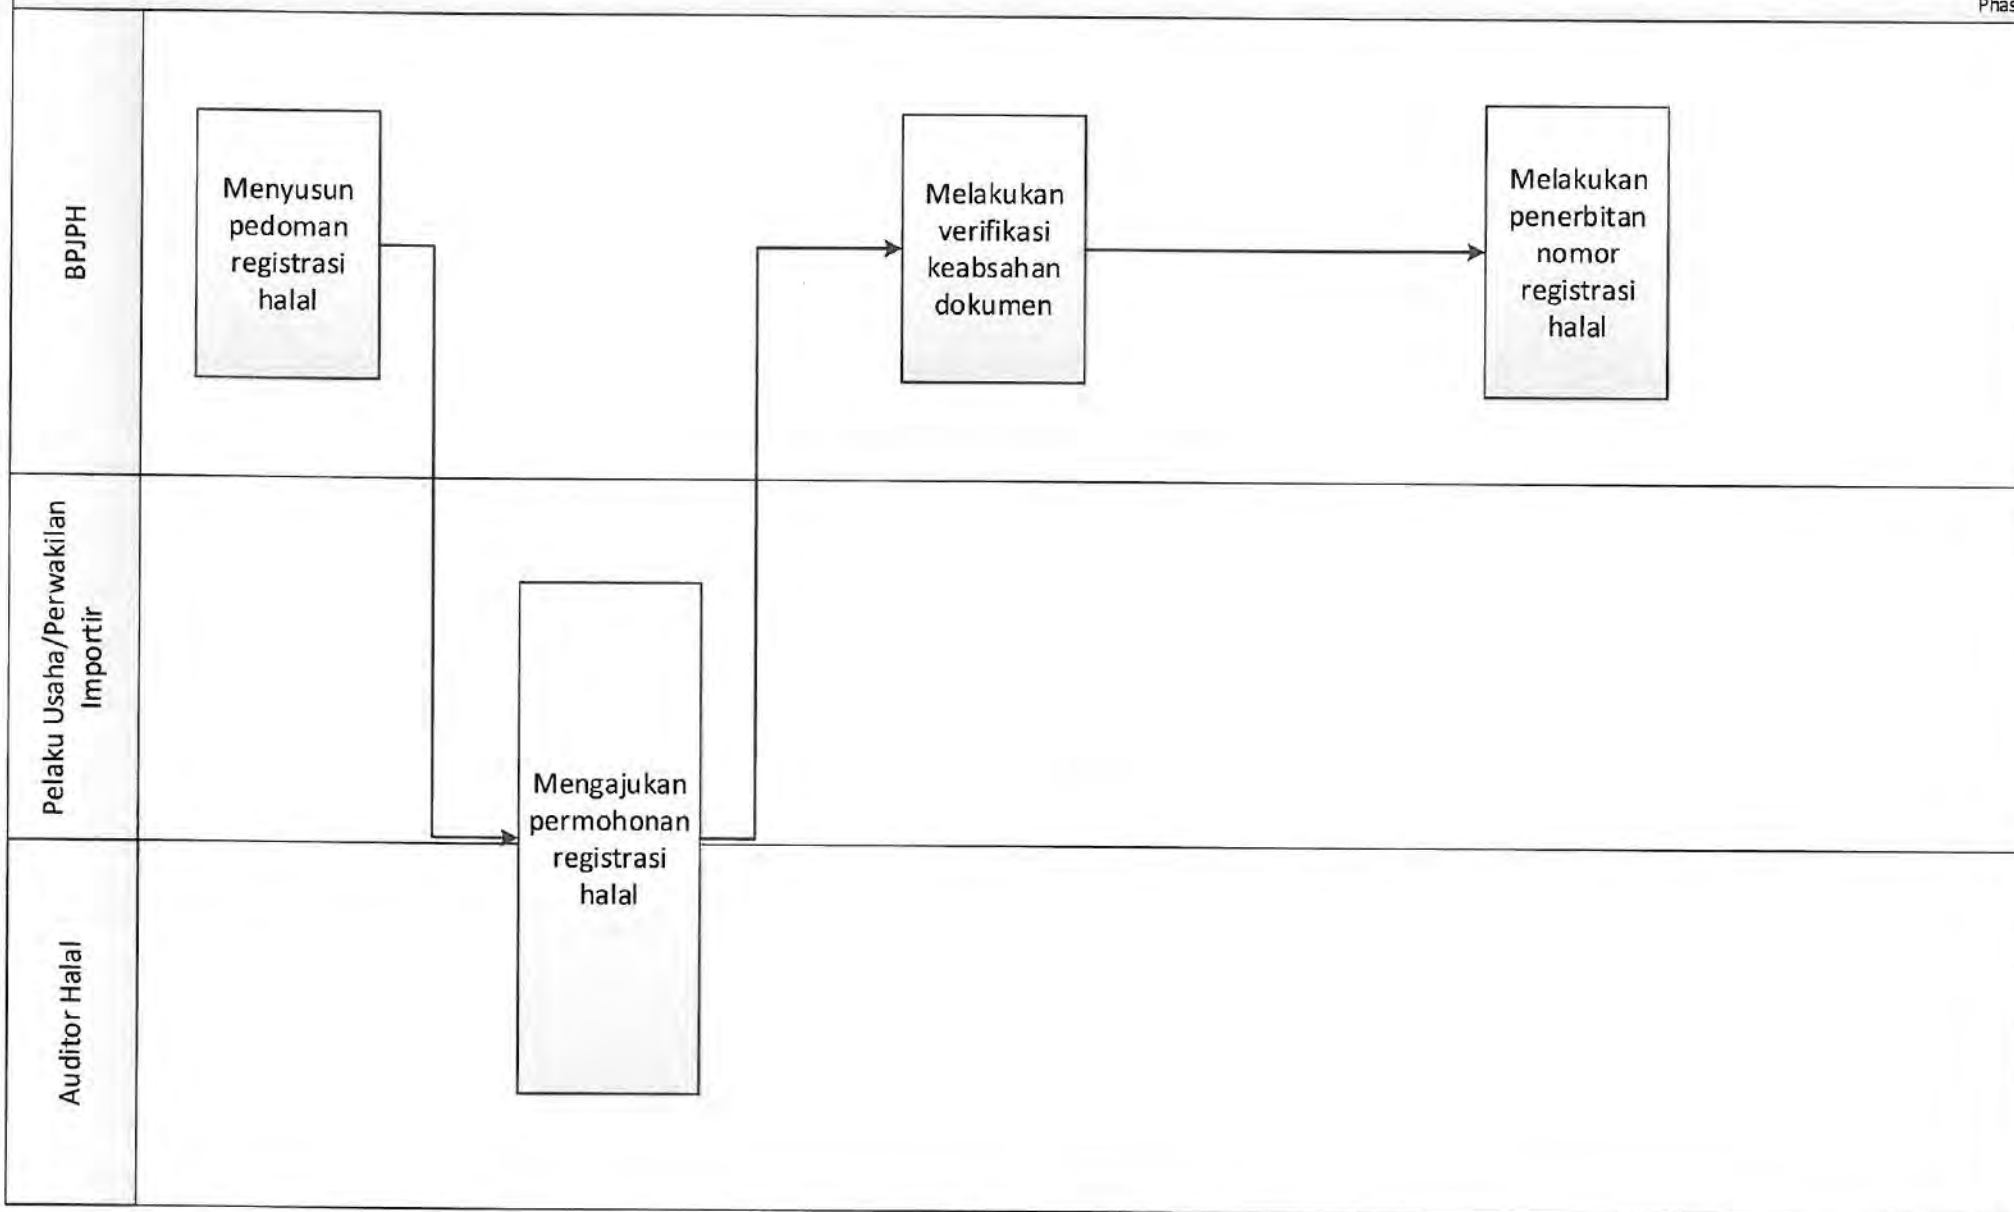 Phas
BPJPH
Menyusun
pedoman
registrasi
halal
Melakukan
verifikasi
keabsahan
dokumen
Melakukan
penerbitan
nomor
registrasi
halal
Pelaku Usaha/Perwakilan
Importir
Mengajukan
permohonan
registrasi
halal
Auditor Halal